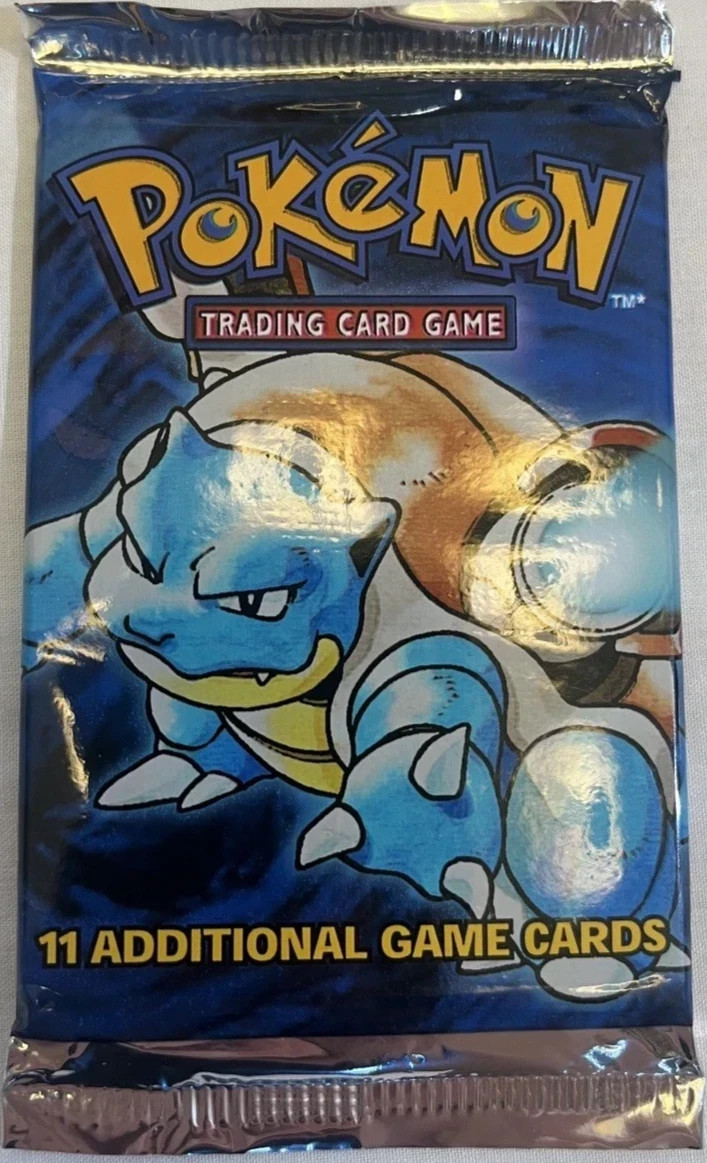 POKéMON
TM*
TRADING CARD GAME
11 ADDITIONAL GAME CARDS